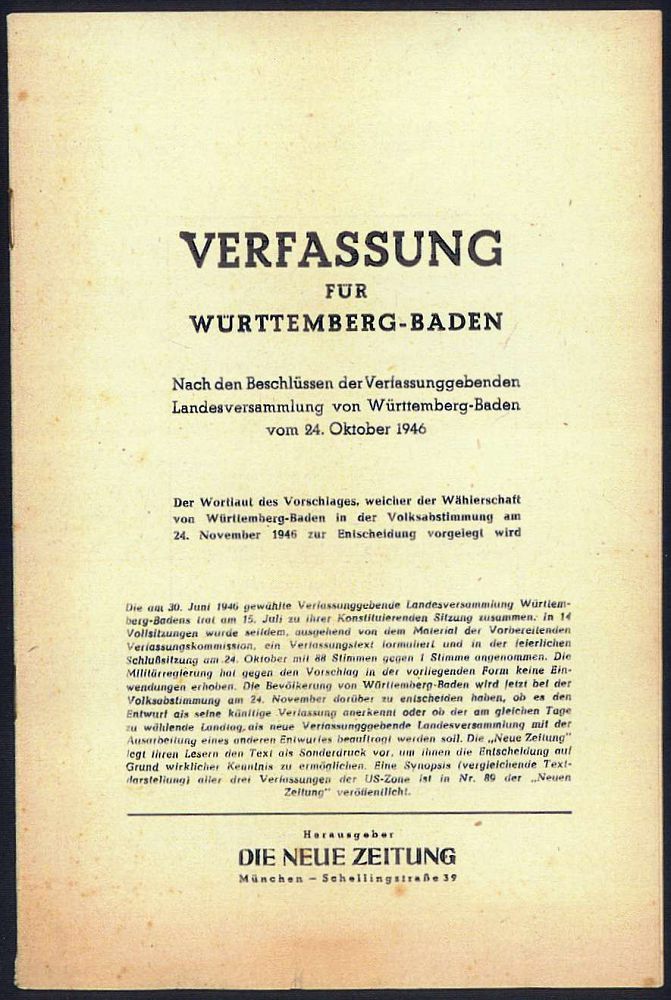 VERFASSUNG
FÜR
WÜRTTEMBERG-BADEN
Nach den Beschlüssen der Verfassunggebenden
Landesversammlung von Württemberg-Baden
vom 24. Oktober 1946
Der Wortlaut des Vorschlages, welcher der Wählerschaft
von Württemberg-Baden in der Volksabstimmung am
24. November 1946 zur Entscheidung vorgelegt wird
Die am 30. Juni 1946 gewählte Verfassunggebende Landesversammlung Württem-
berg-Badens trat am 15. Juli zu ihrer Konstituierenden Sitzung zusammen. In 14
Vollsitzungen wurde seitdem, ausgehend von dem Material der Vorbereitenden
Verfassungskommission, ein Verfassungstext formuliert und in der feierlichen
Schlußsitzung am 24. Oktober mit 88 Stimmen gegen 1 Stimme angenommen. Die
Militärregierung hat gegen den Vorschlag in der vorliegenden Form keine Ein-
wendungen erhoben. Die Bevölkerung von Württemberg-Baden wird jetzt bei der
Volksabstimmung am 24. November darüber zu entscheiden haben, ob es den
Entwurf als seine künftige Verfassung anerkennt oder ob der am gleichen Tage
zu wählende Landtag, als neue Verfassunggebende Landesversammlung mit der
Ausarbeitung eines anderen Entwurfes beauftragt werden soll. Die „Neue Zeitung"
legt ihren Lesern den Text als Sonderdruck vor, um ihnen die Entscheidung auf
Grund wirklicher Kenntnis zu ermöglichen. Eine Synopsis (vergleichende Text-
darstellung) aller drei Verfassungen der US-Zone ist in Nr. 89 der „Neuen
Zeitung" veröffentlicht.
Herausgeber
DIE NEUE ZEITUNG
München – Schellingstraße 39